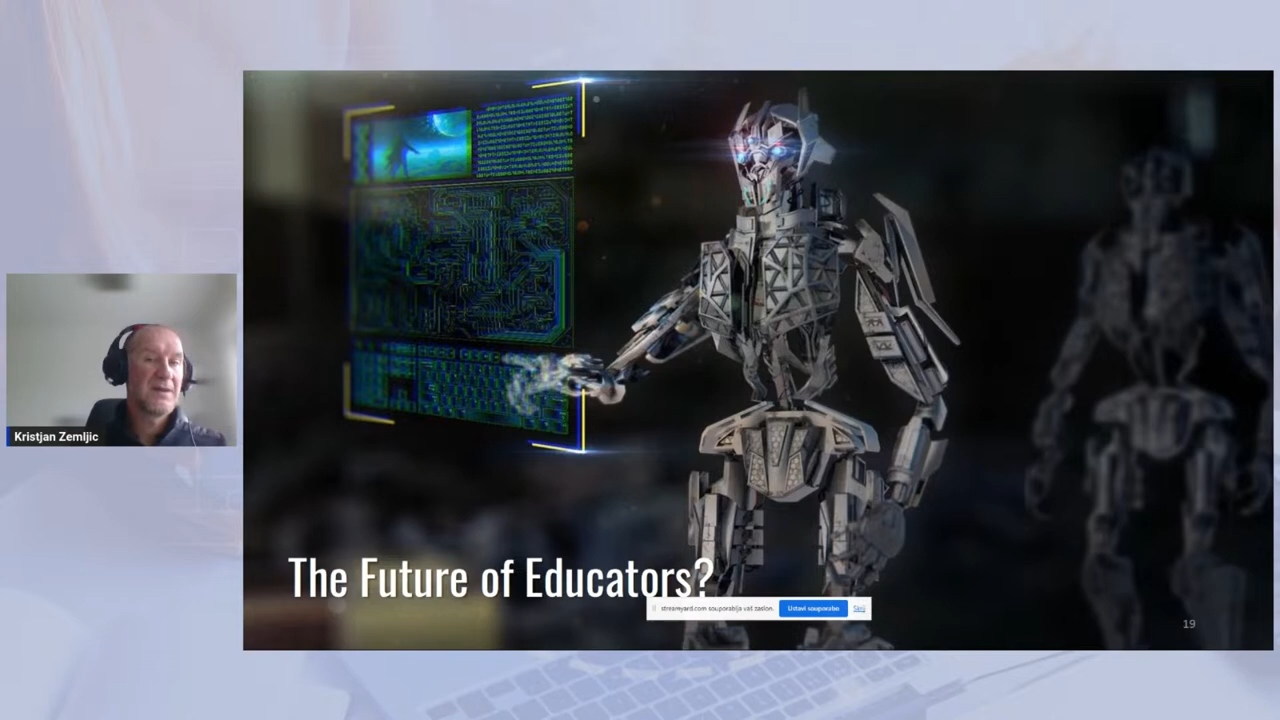 Kristjan Zemljic
The Future of Educators?
streamyard.com souporablja vaš zaslon.
Ustavi souporabo
Skrij
19